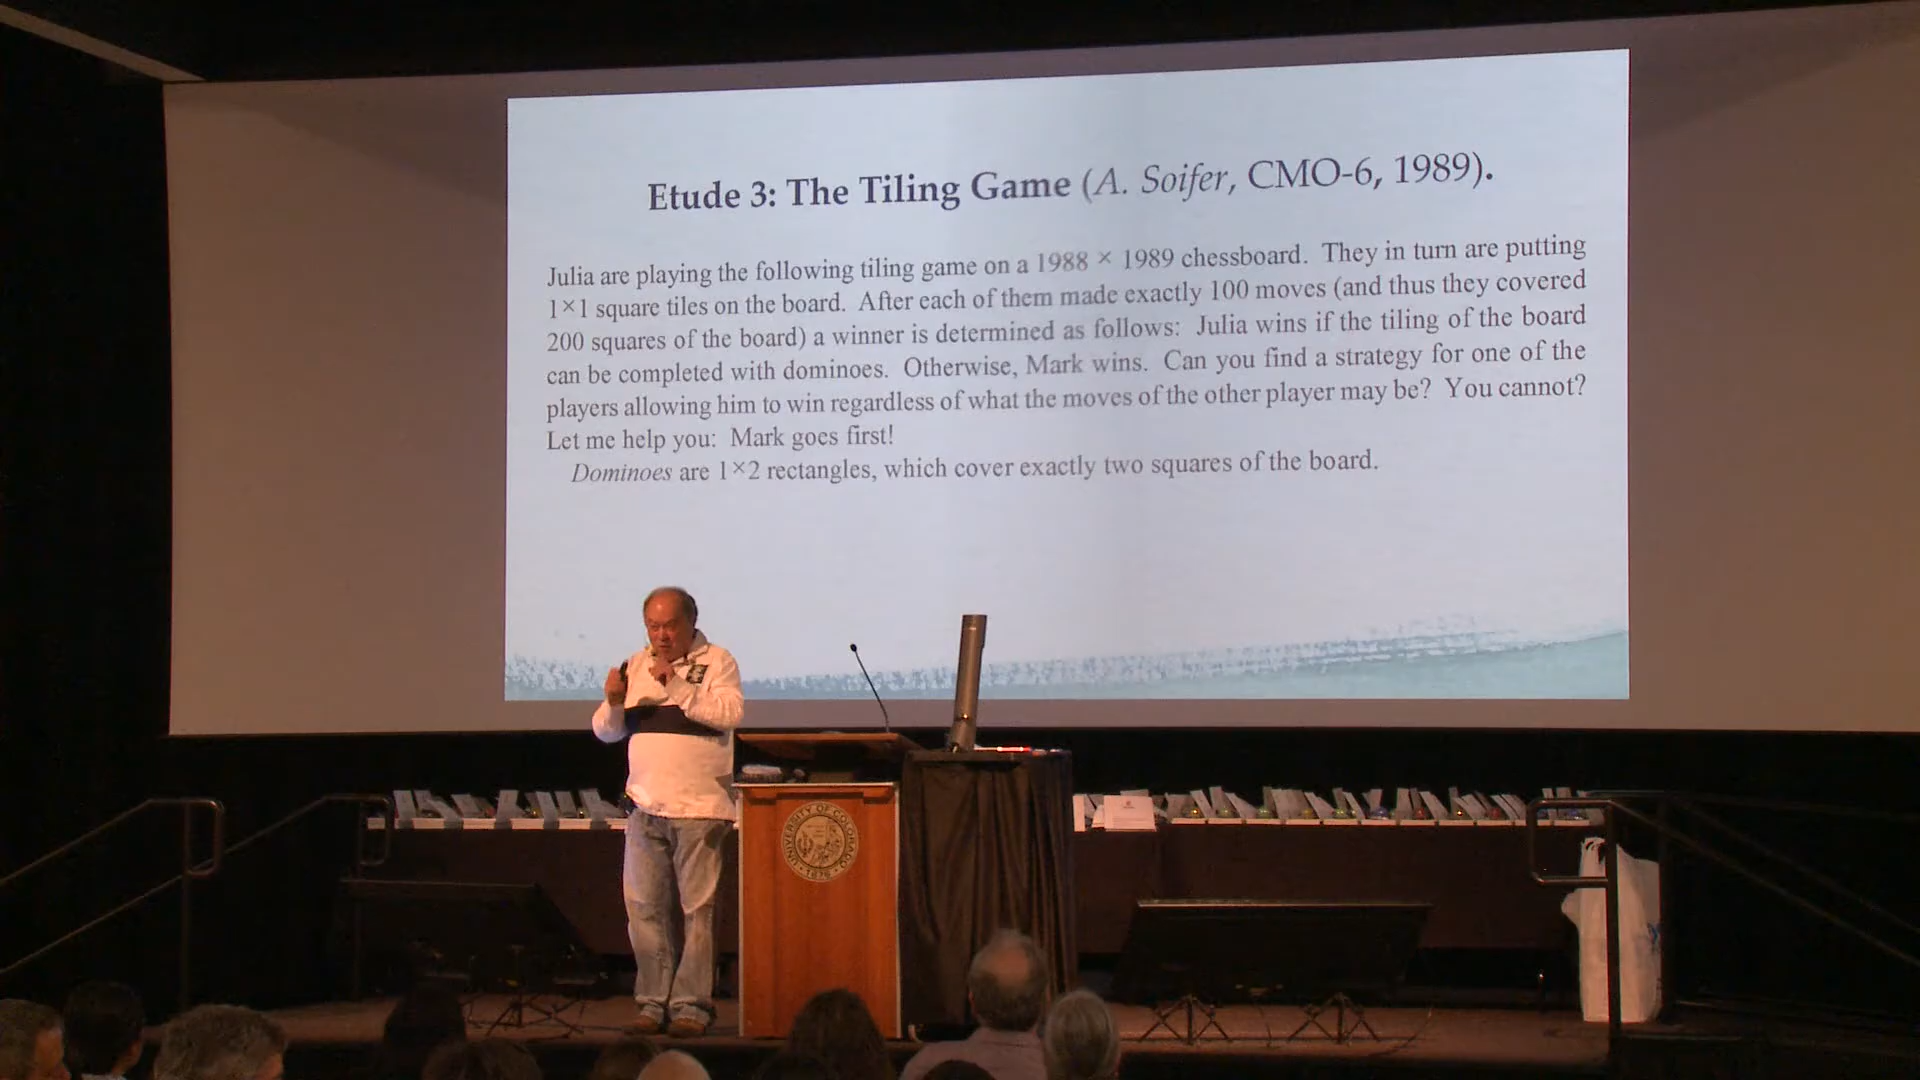 Etude 3: The Tiling Game (A. Soifer, CMO-6, 1989).
Julia are playing the following tiling game on a 1988 × 1989 chessboard. They in turn are putting
1×1 square tiles on the board. After each of them made exactly 100 moves (and thus they covered
200 squares of the board) a winner is determined as follows: Julia wins if the tiling of the board
can be completed with dominoes. Otherwise, Mark wins. Can you find a strategy for one of the
players allowing him to win regardless of what the moves of the other player may be? You cannot?
Let me help you: Mark goes first!
Dominoes are 1×2 rectangles, which cover exactly two squares of the board.
UNIVERSITY OF COLORADO
1876